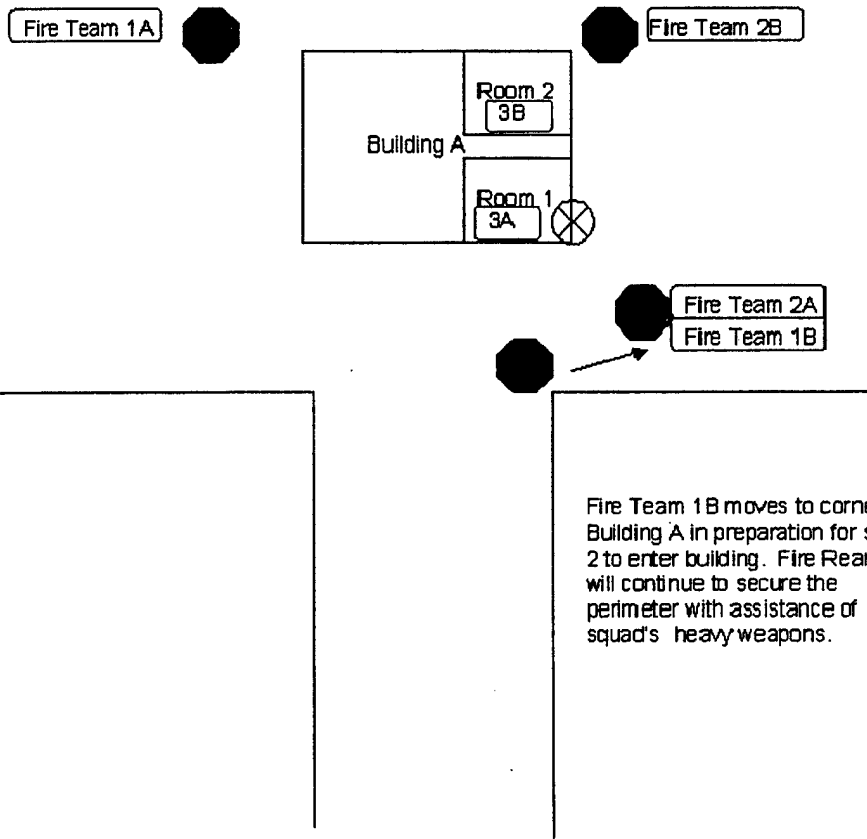 Fire Team 1A
Fire Team 2B
Room 2
3B
Building A
Room 1
3A
Fire Team 2A
Fire Team 1B
Fire Team 1B moves to corne
Building A in preparation for s
2 to enter building. Fire Rear
will continue to secure the
perimeter with assistance of
squad's heavy weapons.